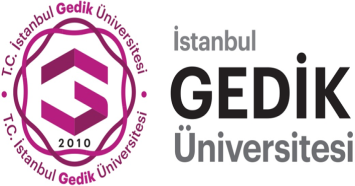 T.C. İstanbul Gedik Üniversitesi
2010
T.C. İstanbul Gedik Üniversitesi
İstanbul
GEDİK
Üniversitesi